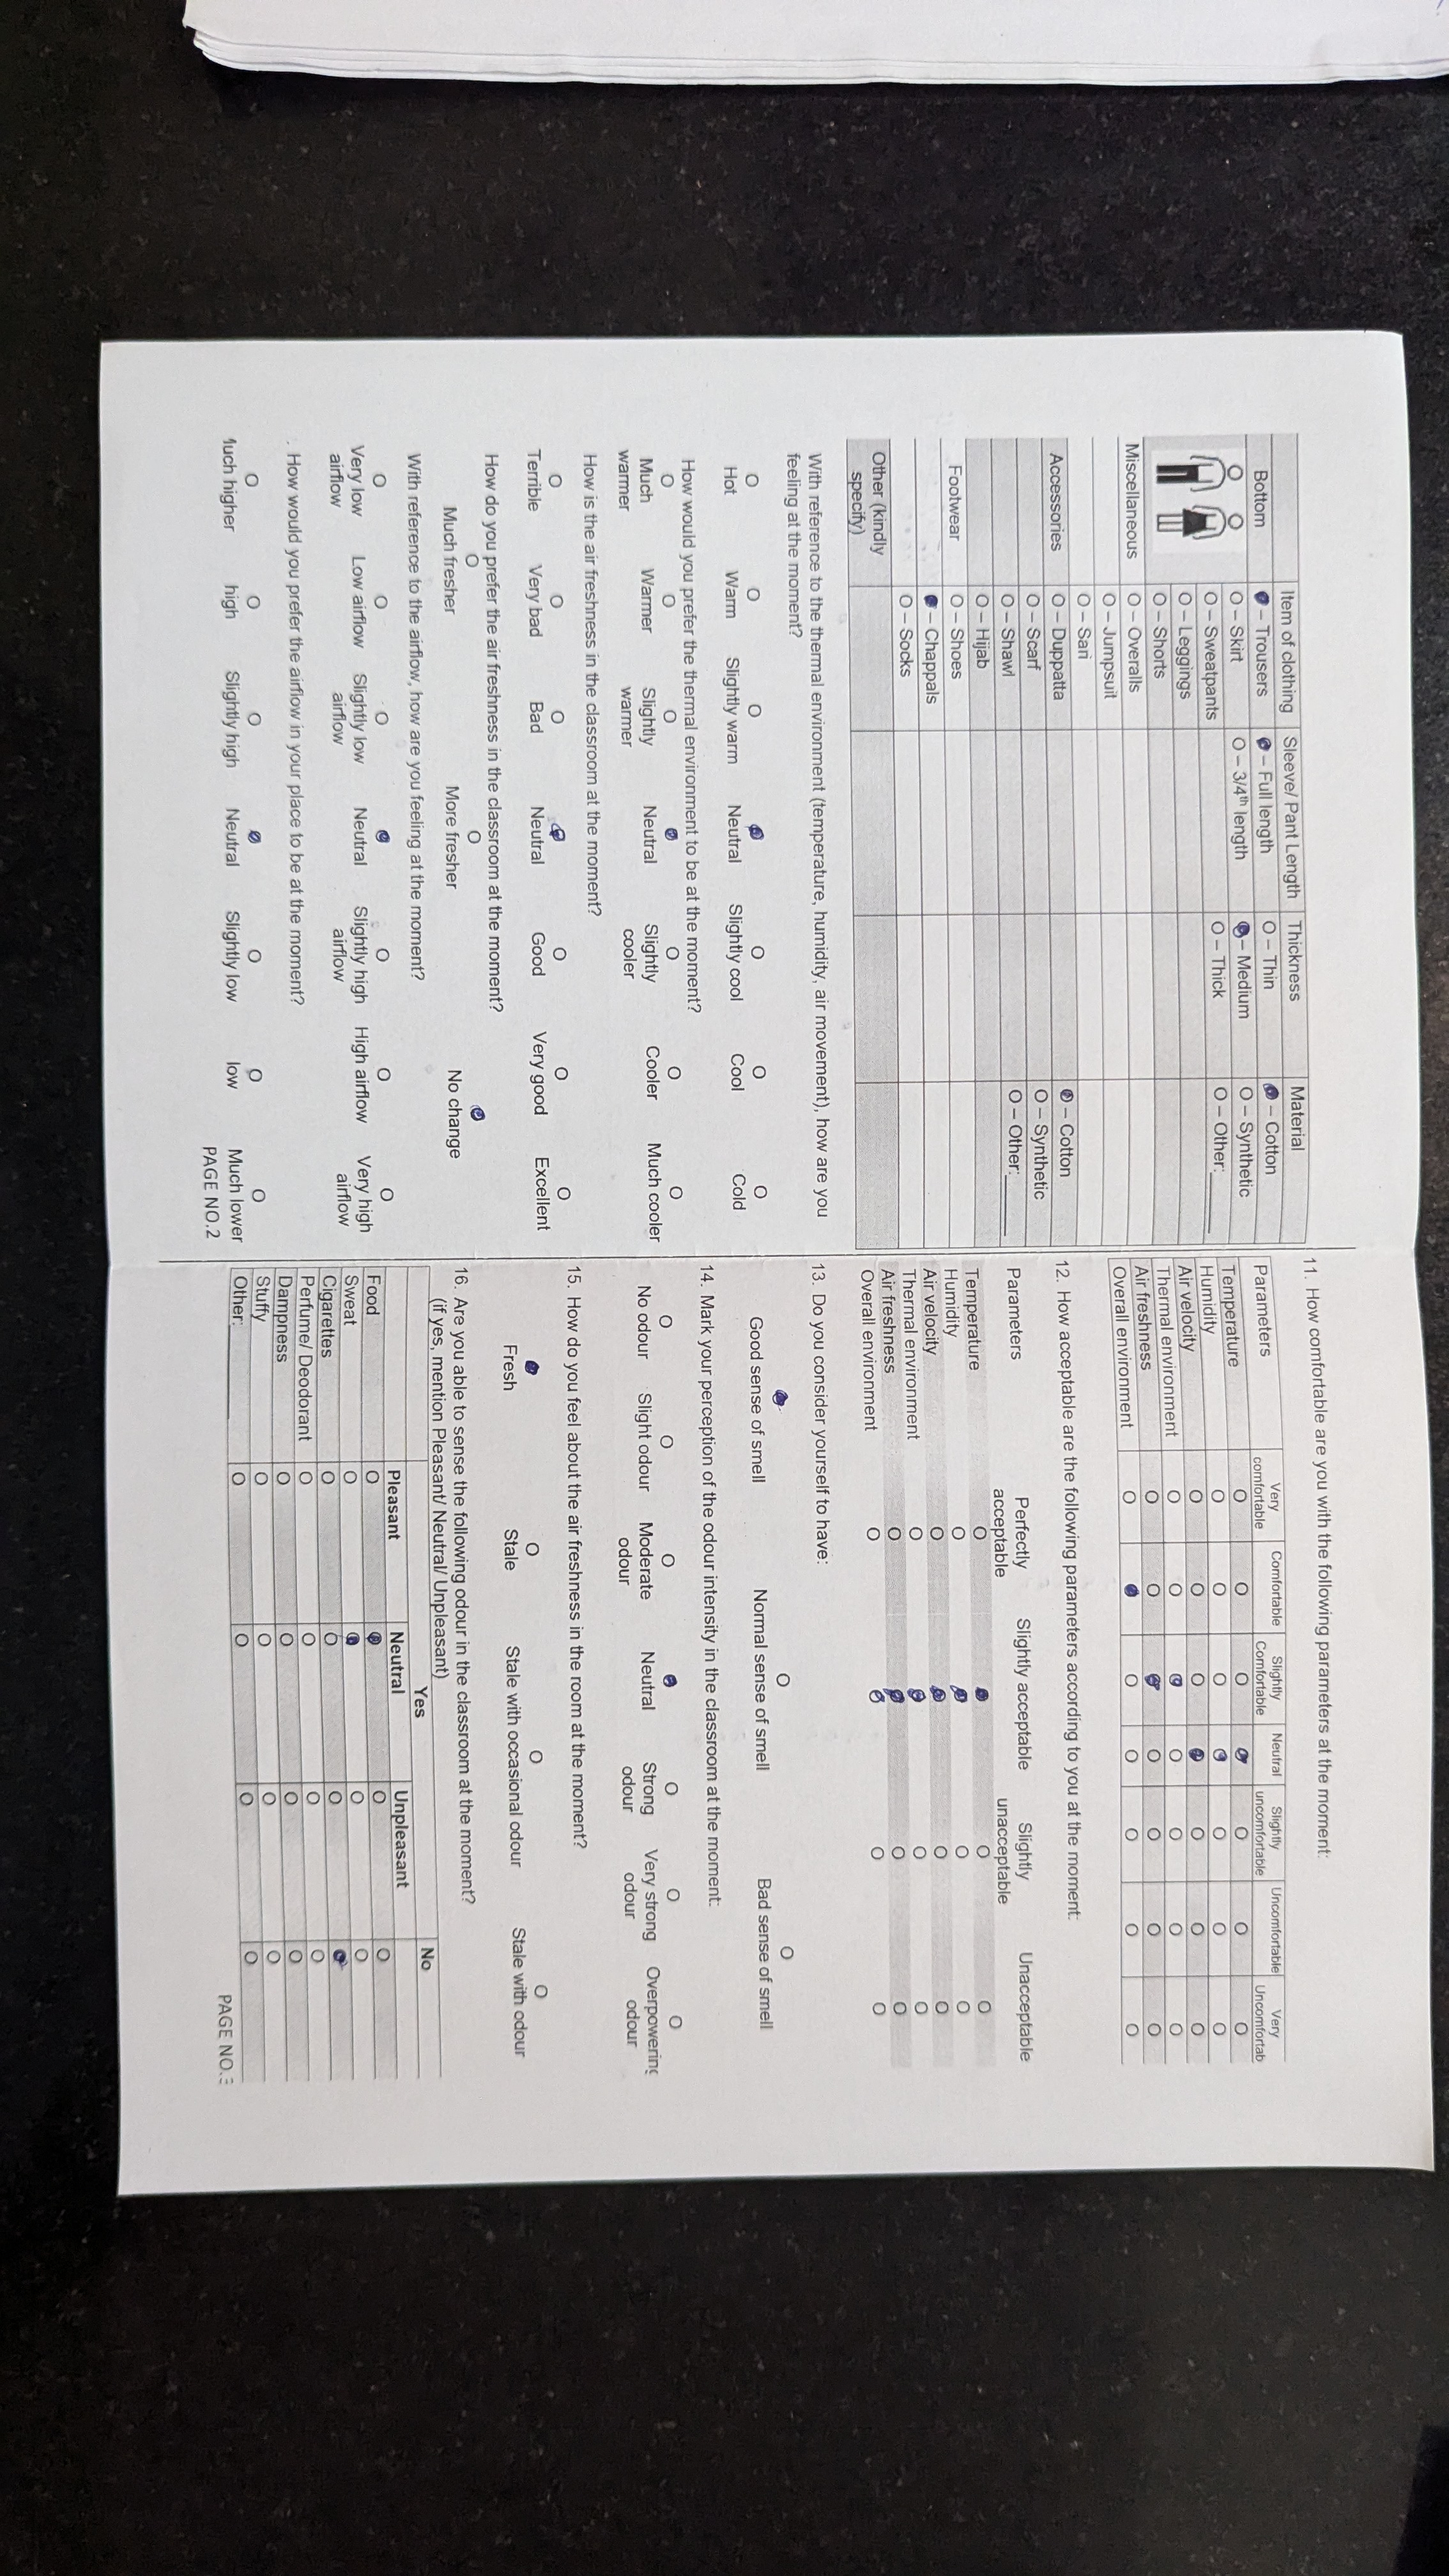 Item of clothing Sleeve/ Pant Length Thickness Material
Bottom
– Trousers – Full length O – Thin – Cotton
O – Skirt O – 3/4th length – Medium O – Synthetic
O – Sweatpants O – Thick O – Other:______
O – Leggings
O – Shorts
Miscellaneous
O – Overalls
O – Jumpsuit
O – Sari
Accessories
O – Duppatta – Cotton
O – Scarf O – Synthetic
O – Shawl O – Other:______
O – Hijab
Footwear
O – Shoes
– Chappals
O – Socks
Other (kindly
specify)
With reference to the thermal environment (temperature, humidity, air movement), how are you
feeling at the moment?
Hot Warm Slightly warm Neutral Slightly cool Cool Cold
How would you prefer the thermal environment to be at the moment?
Much warmer Warmer Slightly warmer Neutral Slightly cooler Cooler Much cooler
How is the air freshness in the classroom at the moment?
Terrible Very bad Bad Neutral Good Very good Excellent
How do you prefer the air freshness in the classroom at the moment?
Much fresher More fresher No change
With reference to the airflow, how are you feeling at the moment?
Very low airflow Low airflow Slightly low airflow Neutral Slightly high airflow High airflow Very high airflow
. How would you prefer the airflow in your place to be at the moment?
uch higher high Slightly high Neutral Slightly low low Much lower
PAGE NO.2
11. How comfortable are you with the following parameters at the moment:
Parameters Very comfortable Comfortable Slightly Comfortable Neutral Slightly uncomfortable Uncomfortable Very Uncomfortab
Temperature
Humidity
Air velocity
Thermal environment
Air freshness
Overall environment
12. How acceptable are the following parameters according to you at the moment:
Parameters Perfectly acceptable Slightly acceptable Slightly unacceptable Unacceptable
Temperature
Humidity
Air velocity
Thermal environment
Air freshness
Overall environment
13. Do you consider yourself to have:
Good sense of smell Normal sense of smell Bad sense of smell
14. Mark your perception of the odour intensity in the classroom at the moment:
No odour Slight odour Moderate odour Neutral Strong odour Very strong odour Overpowering odour
15. How do you feel about the air freshness in the room at the moment?
Fresh Stale Stale with occasional odour Stale with odour
16. Are you able to sense the following odour in the classroom at the moment?
(if yes, mention Pleasant/ Neutral/ Unpleasant)
Yes No
Pleasant Neutral Unpleasant
Food
Sweat
Cigarettes
Perfume/ Deodorant
Dampness
Stuffy
Other:__________
PAGE NO.